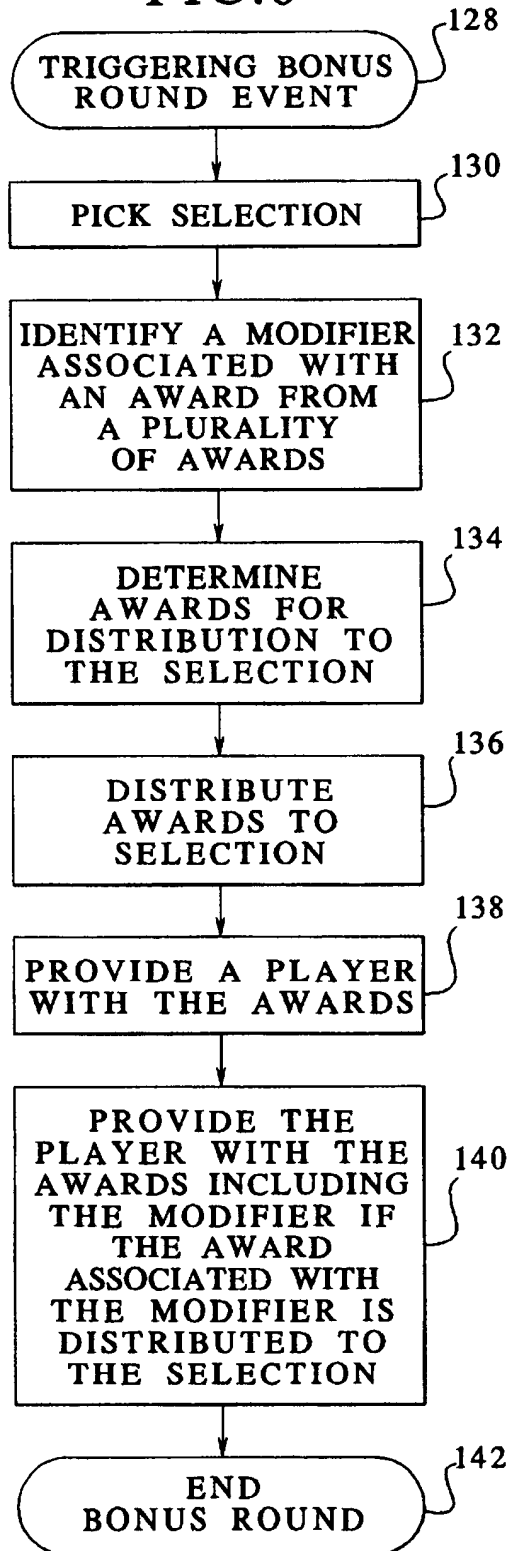 128
TRIGGERING BONUS
ROUND EVENT
130
PICK SELECTION
132
IDENTIFY A MODIFIER
ASSOCIATED WITH
AN AWARD FROM
A PLURALITY
OF AWARDS
134
DETERMINE
AWARDS FOR
DISTRIBUTION TO
THE SELECTION
136
DISTRIBUTE
AWARDS TO
SELECTION
138
PROVIDE A PLAYER
WITH THE AWARDS
140
PROVIDE THE
PLAYER WITH THE
AWARDS INCLUDING
THE MODIFIER IF
THE AWARD
ASSOCIATED WITH
THE MODIFIER IS
DISTRIBUTED TO
THE SELECTION
142
END
BONUS ROUND